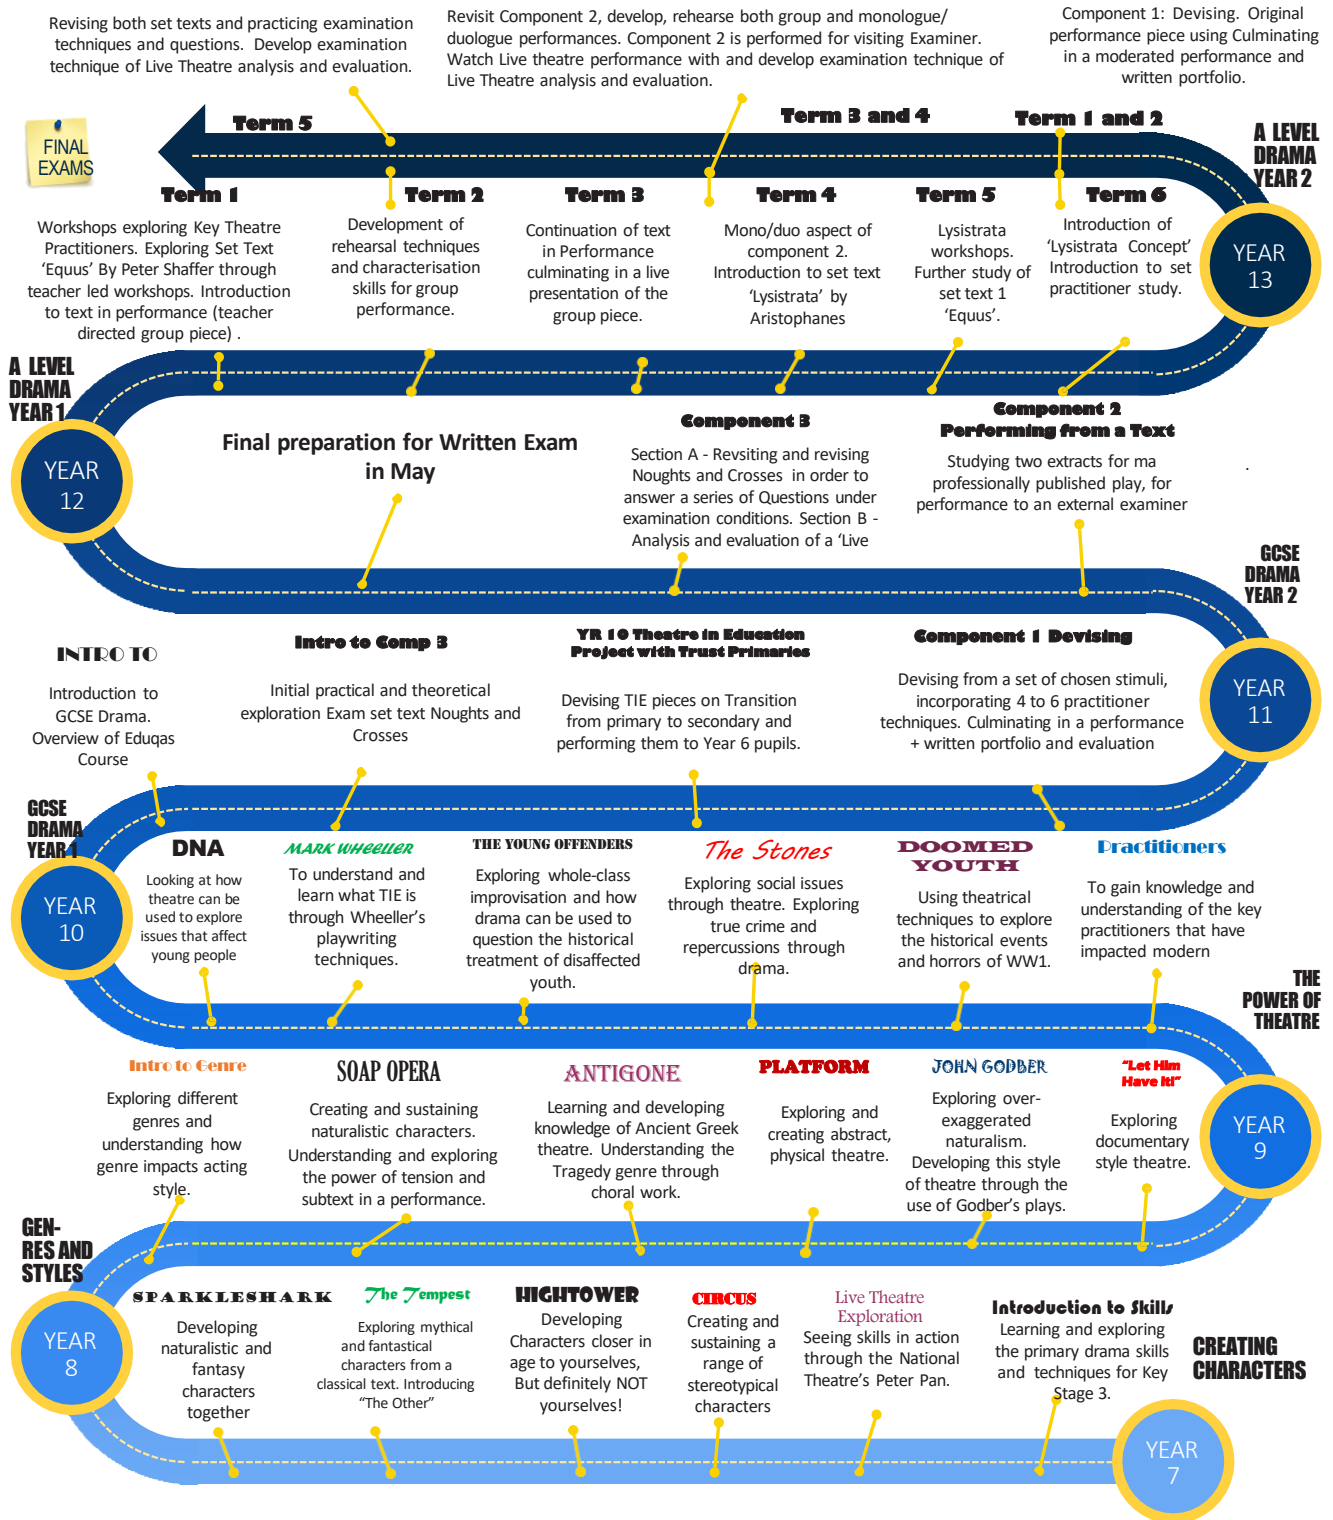 Revising both set texts and practicing examination
techniques and questions. Develop examination
technique of Live Theatre analysis and evaluation.
Revisit Component 2, develop, rehearse both group and monologue/
duologue performances. Component 2 is performed for visiting Examiner.
Watch Live theatre performance with and develop examination technique of
Live Theatre analysis and evaluation.
Component 1: Devising. Original
performance piece using Culminating
in a moderated performance and
written portfolio.
FINAL
EXAMS
Term 5
Term 3 and 4
Term 1 and 2
A LEVEL
DRAMA
YEAR 2
YEAR
13
Term 1
Workshops exploring Key Theatre
Practitioners. Exploring Set Text
‘Equus’ By Peter Shaffer through
teacher led workshops. Introduction
to text in performance (teacher
directed group piece) .
Term 2
Development of
rehearsal techniques
and characterisation
skills for group
performance.
Term 3
Continuation of text
in Performance
culminating in a live
presentation of the
group piece.
Term 4
Mono/duo aspect of
component 2.
Introduction to set text
‘Lysistrata’ by
Aristophanes
Term 5
Lysistrata
workshops.
Further study of
set text 1
‘Equus’.
Term 6
Introduction of
‘Lysistrata Concept’
Introduction to set
practitioner study.
A LEVEL
DRAMA
YEAR 1
YEAR
12
Final preparation for Written Exam
in May
Component 3
Section A - Revsiting and revising
Noughts and Crosses in order to
answer a series of Questions under
examination conditions. Section B -
Analysis and evaluation of a ‘Live
Component 2
Performing from a Text
Studying two extracts for ma
professionally published play, for
performance to an external examiner
.
GCSE
DRAMA
YEAR 2
YEAR
11
INTRO TO
Introduction to
GCSE Drama.
Overview of Eduqas
Course
Intro to Comp 3
Initial practical and theoretical
exploration Exam set text Noughts and
Crosses
YR 10 Theatre in Education
Project with Trust Primaries
Devising TIE pieces on Transition
from primary to secondary and
performing them to Year 6 pupils.
Component 1 Devising
Devising from a set of chosen stimuli,
incorporating 4 to 6 practitioner
techniques. Culminating in a performance
+ written portfolio and evaluation
GCSE
DRAMA
YEAR 1
YEAR
10
DNA
Looking at how
theatre can be
used to explore
issues that affect
young people
MARK WHEELLER
To understand and
learn what TIE is
through Wheeller’s
playwriting
techniques.
THE YOUNG OFFENDERS
Exploring whole-class
improvisation and how
drama can be used to
question the historical
treatment of disaffected
youth.
The Stones
Exploring social issues
through theatre. Exploring
true crime and
repercussions through
drama.
DOOMED
YOUTH
Using theatrical
techniques to explore
the historical events
and horrors of WW1.
Practitioners
To gain knowledge and
understanding of the key
practitioners that have
impacted modern
THE
POWER OF
THEATRE
YEAR
9
Intro to Genre
Exploring different
genres and
understanding how
genre impacts acting
style.
SOAP OPERA
Creating and sustaining
naturalistic characters.
Understanding and exploring
the power of tension and
subtext in a performance.
ANTIGONE
Learning and developing
knowledge of Ancient Greek
theatre. Understanding the
Tragedy genre through
choral work.
PLATFORM
Exploring and
creating abstract,
physical theatre.
JOHN GODBER
Exploring over-
exaggerated
naturalism.
Developing this style
of theatre through the
use of Godber’s plays.
“Let Him
Have it!”
Exploring
documentary
style theatre.
GEN-
RES AND
STYLES
YEAR
8
SPARKLESHARK
Developing
naturalistic and
fantasy
characters
together
The Tempest
Exploring mythical
and fantastical
characters from a
classical text. Introducing
“The Other”
HIGHTOWER
Developing
Characters closer in
age to yourselves,
But definitely NOT
yourselves!
CIRCUS
Creating and
sustaining a
range of
stereotypical
characters
Live Theatre
Exploration
Seeing skills in action
through the National
Theatre’s Peter Pan.
Introduction to Skills
Learning and exploring
the primary drama skills
and techniques for Key
Stage 3.
CREATING
CHARACTERS
YEAR
7